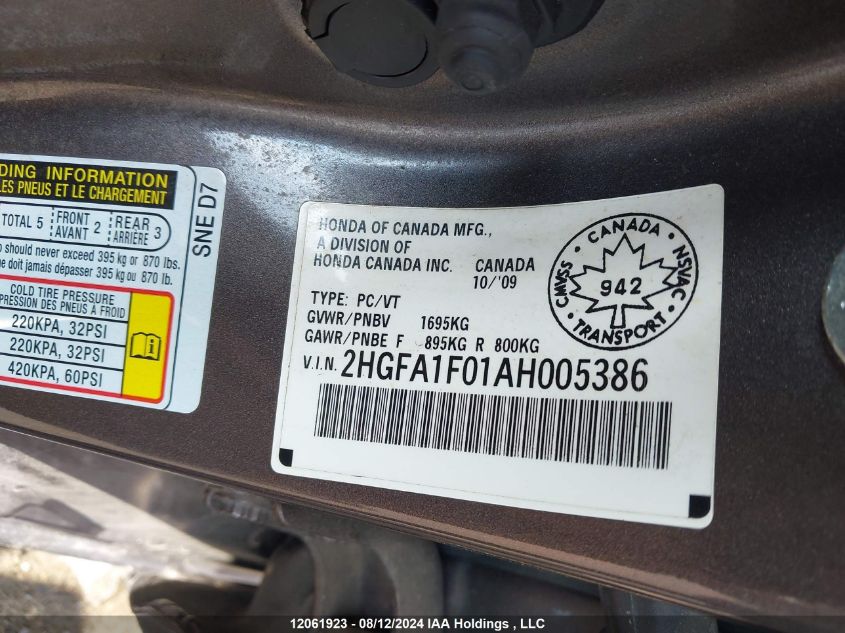 DING INFORMATION
LES PNEUS ET LE CHARGEMENT
TOTAL 5 FRONT AVANT 2 REAR ARRIÈRE 3
should never exceed 395 kg or 870 lbs.
ne doit jamais dépasser 395 kg ou 870 lb.
COLD TIRE PRESSURE
PRESSION DES PNEUS À FROID
220KPA, 32PSI
220KPA, 32PSI
420KPA, 60PSI
SNE D7
HONDA OF CANADA MFG.,
A DIVISION OF
HONDA CANADA INC. CANADA
10/'09
TYPE: PC/VT
GVWR/PNBV 1695KG
GAWR/PNBE F 895KG R 800KG
V.I.N. 2HGFA1F01AH005386
CANADA
CMVSS 942 NSVAC
TRANSPORT
12061923 - 08/12/2024 IAA Holdings , LLC